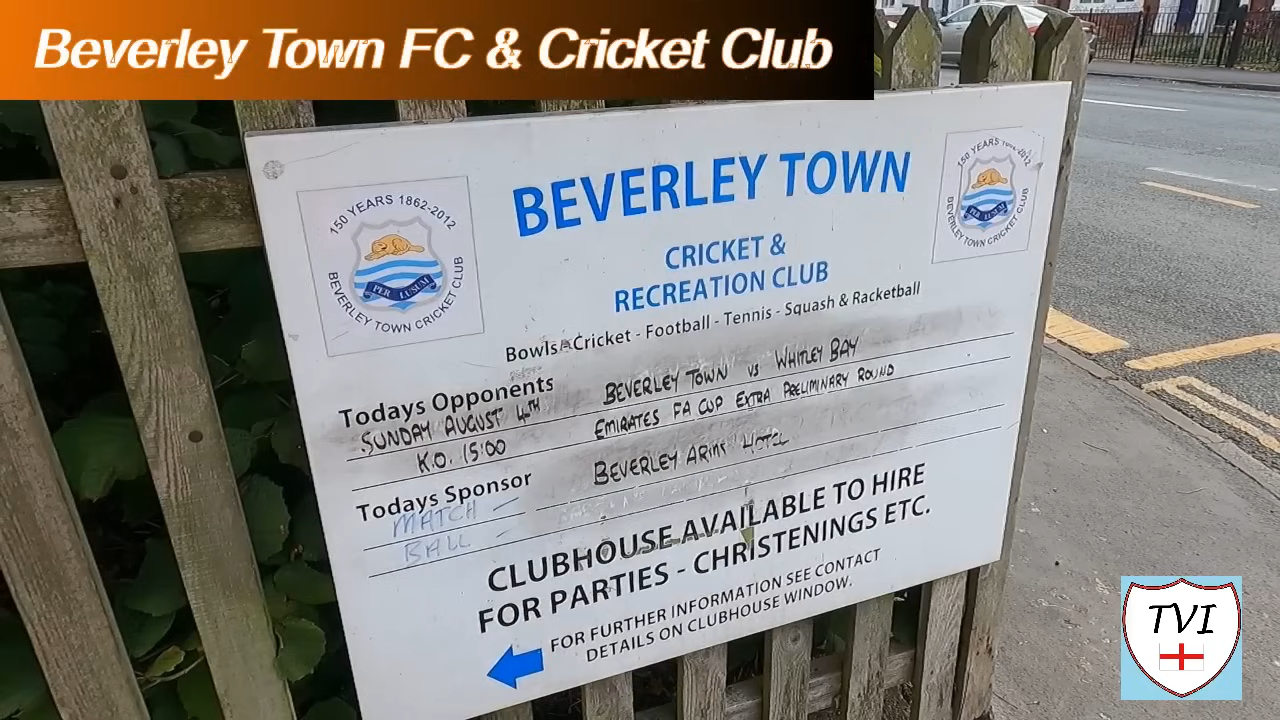 Beverley Town FC & Cricket Club
150 YEARS 1862-2012
PER LUSUM
BEVERLEY TOWN CRICKET CLUB
BEVERLEY TOWN
150 YEARS 1862-2012
PER LUSUM
BEVERLEY TOWN CRICKET CLUB
CRICKET &
RECREATION CLUB
Bowls - Cricket - Football - Tennis - Squash & Racketball
Todays Opponents BEVERLEY TOWN VS WHITLEY BAY
SUNDAY AUGUST 4TH EMIRATES FA CUP EXTRA PRELIMINARY ROUND
K.O. 15:00
Todays Sponsor BEVERLEY ARMS HOTEL
MATCH -
BALL -
CLUBHOUSE AVAILABLE TO HIRE
FOR PARTIES - CHRISTENINGS ETC.
FOR FURTHER INFORMATION SEE CONTACT
DETAILS ON CLUBHOUSE WINDOW.
TVI